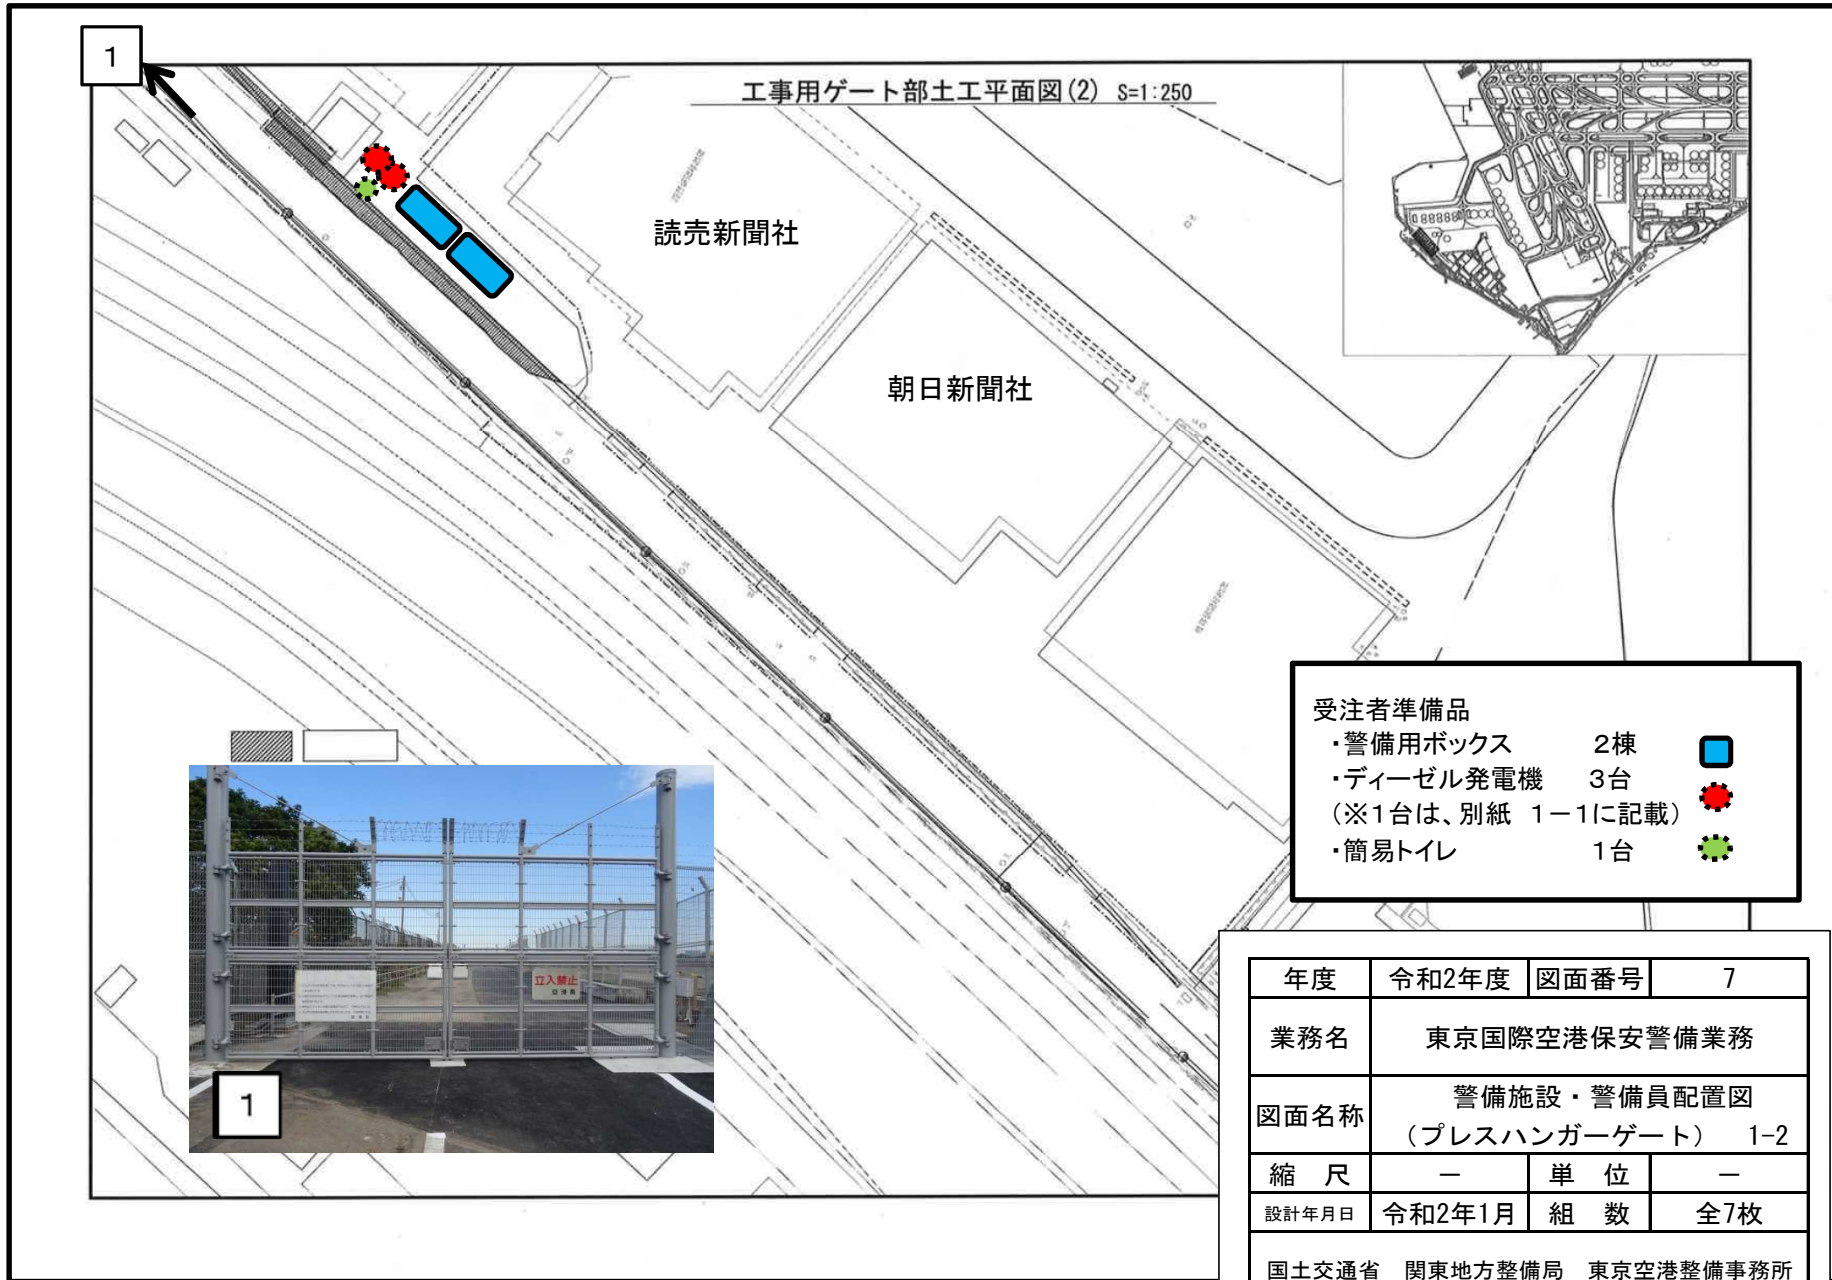 1
工事用ゲート部土工平面図(2) S=1:250
読売新聞社
朝日新聞社
受注者準備品
・警備用ボックス 2棟
・ディーゼル発電機 3台
(※1台は、別紙 1－1に記載)
・簡易トイレ 1台
立入禁止
空港長
1
年度 令和2年度 図面番号 7
業務名 東京国際空港保安警備業務
図面名称 警備施設・警備員配置図
(プレスハンガーゲート) 1-2
縮 尺 － 単 位 －
設計年月日 令和2年1月 組 数 全7枚
国土交通省 関東地方整備局 東京空港整備事務所